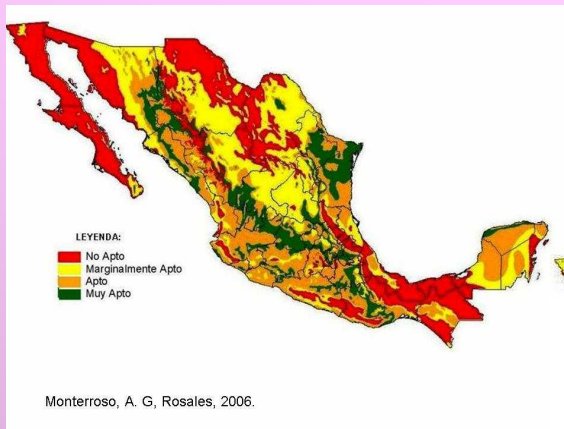 LEYENDA:
No Apto
Marginalmente Apto
Apto
Muy Apto
Monterroso, A. G, Rosales, 2006.